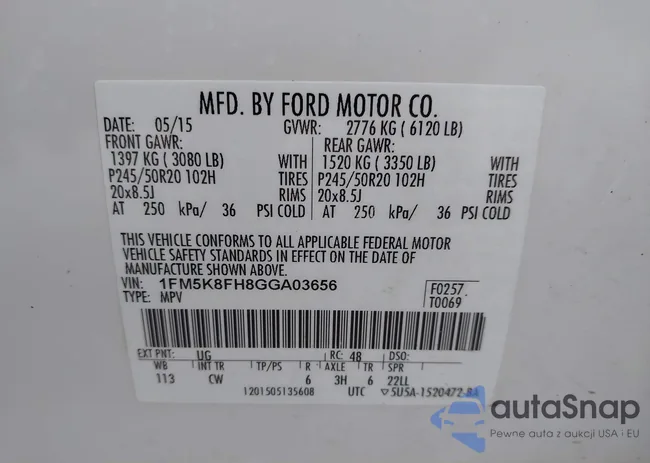 MFD. BY FORD MOTOR CO.
DATE: 05/15 GVWR: 2776 KG ( 6120 LB)
FRONT GAWR: REAR GAWR:
1397 KG ( 3080 LB) WITH 1520 KG ( 3350 LB) WITH
P245/50R20 102H TIRES P245/50R20 102H TIRES
20x8.5J RIMS 20x8.5J RIMS
AT 250 kPa/ 36 PSI COLD AT 250 kPa/ 36 PSI COLD
THIS VEHICLE CONFORMS TO ALL APPLICABLE FEDERAL MOTOR
VEHICLE SAFETY STANDARDS IN EFFECT ON THE DATE OF
MANUFACTURE SHOWN ABOVE.
VIN: 1FM5K8FH8GGA03656 F0257
TYPE: MPV T0069
EXT PNT: UG RC: 48 DSO:
WB INT TR TP/PS R AXLE TR SPR
113 CW 6 3H 6 22LL
1201505135608 UTC ▽5USA-1520472-BA
autaSnap
Pewne auta z aukcji USA i EU